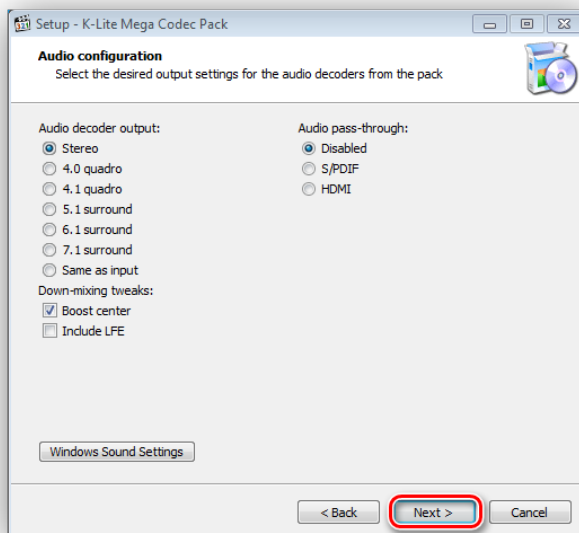 Setup - K-Lite Mega Codec Pack
Audio configuration
Select the desired output settings for the audio decoders from the pack
Audio decoder output:
Stereo
4.0 quadro
4.1 quadro
5.1 surround
6.1 surround
7.1 surround
Same as input
Down-mixing tweaks:
Boost center
Include LFE
Audio pass-through:
Disabled
S/PDIF
HDMI
Windows Sound Settings
< Back
Next >
Cancel